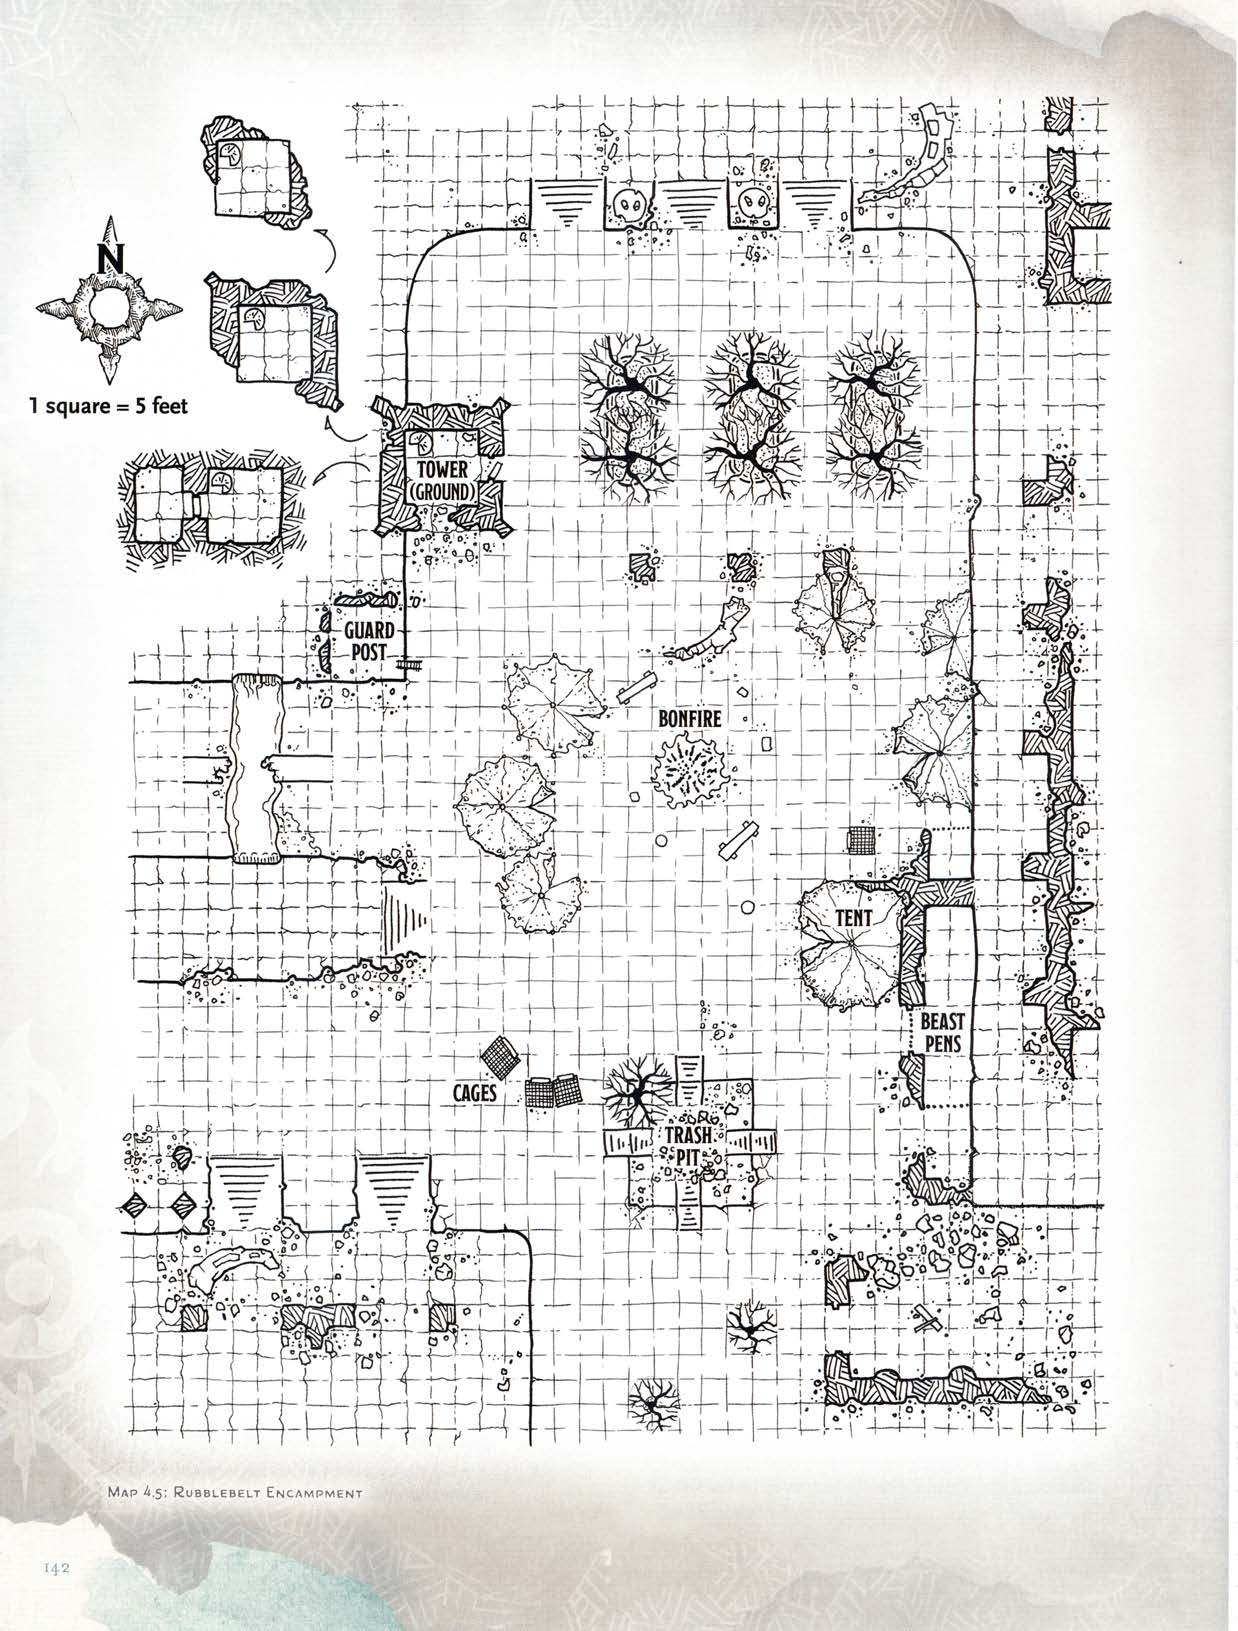 N
1 square = 5 feet
TOWER
(GROUND)
GUARD
POST
BONFIRE
TENT
BEAST
PENS
CAGES
TRASH
PIT
MAP 4.5: RUBBLEBELT ENCAMPMENT
142